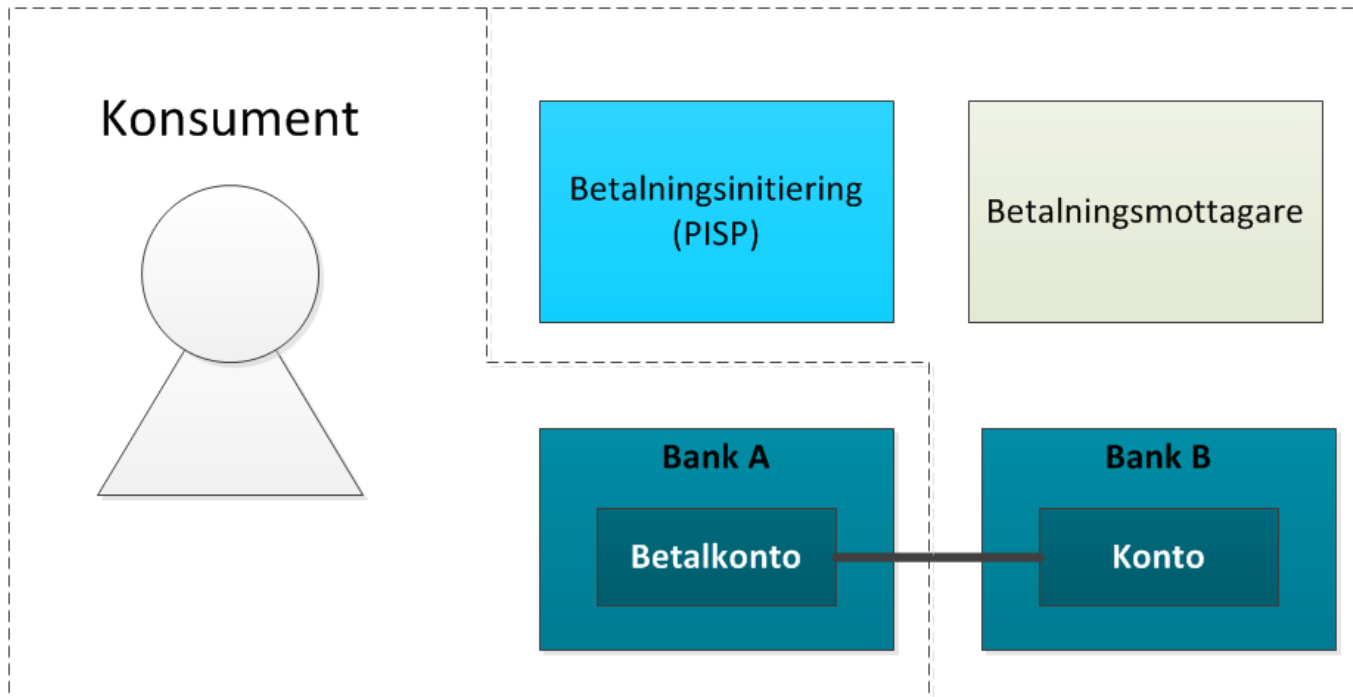 Konsument
Betalningsinitiering
(PISP)
Betalningsmottagare
Bank A
Betalkonto
Bank B
Konto